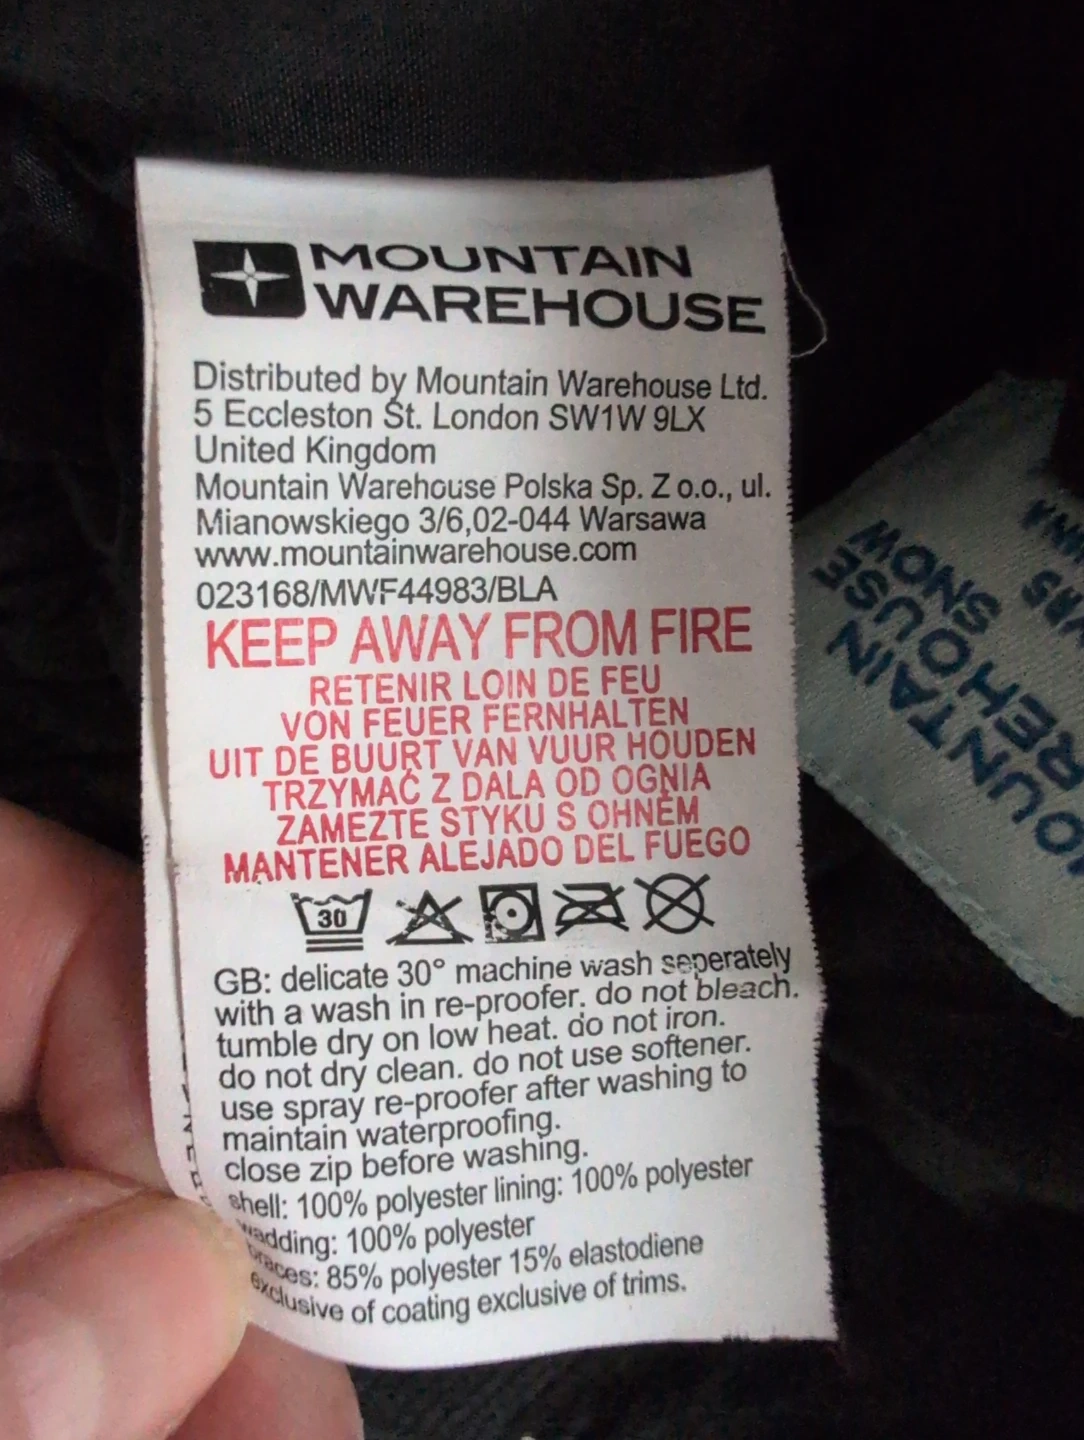 MOUNTAIN
WAREHOUSE
Distributed by Mountain Warehouse Ltd.
5 Eccleston St. London SW1W 9LX
United Kingdom
Mountain Warehouse Polska Sp. Z o.o., ul.
Mianowskiego 3/6,02-044 Warsawa
www.mountainwarehouse.com
023168/MWF44983/BLA
KEEP AWAY FROM FIRE
RETENIR LOIN DE FEU
VON FEUER FERNHALTEN
UIT DE BUURT VAN VUUR HOUDEN
TRZYMAĆ Z DALA OD OGNIA
ZAMEZTE STYKU S OHNĚM
MANTENER ALEJADO DEL FUEGO
30
GB: delicate 30° machine wash seperately
with a wash in re-proofer. do not bleach.
tumble dry on low heat. do not iron.
do not dry clean. do not use softener.
use spray re-proofer after washing to
maintain waterproofing.
close zip before washing.
shell: 100% polyester lining: 100% polyester
wadding: 100% polyester
braces: 85% polyester 15% elastodiene
exclusive of coating exclusive of trims.
SNOW